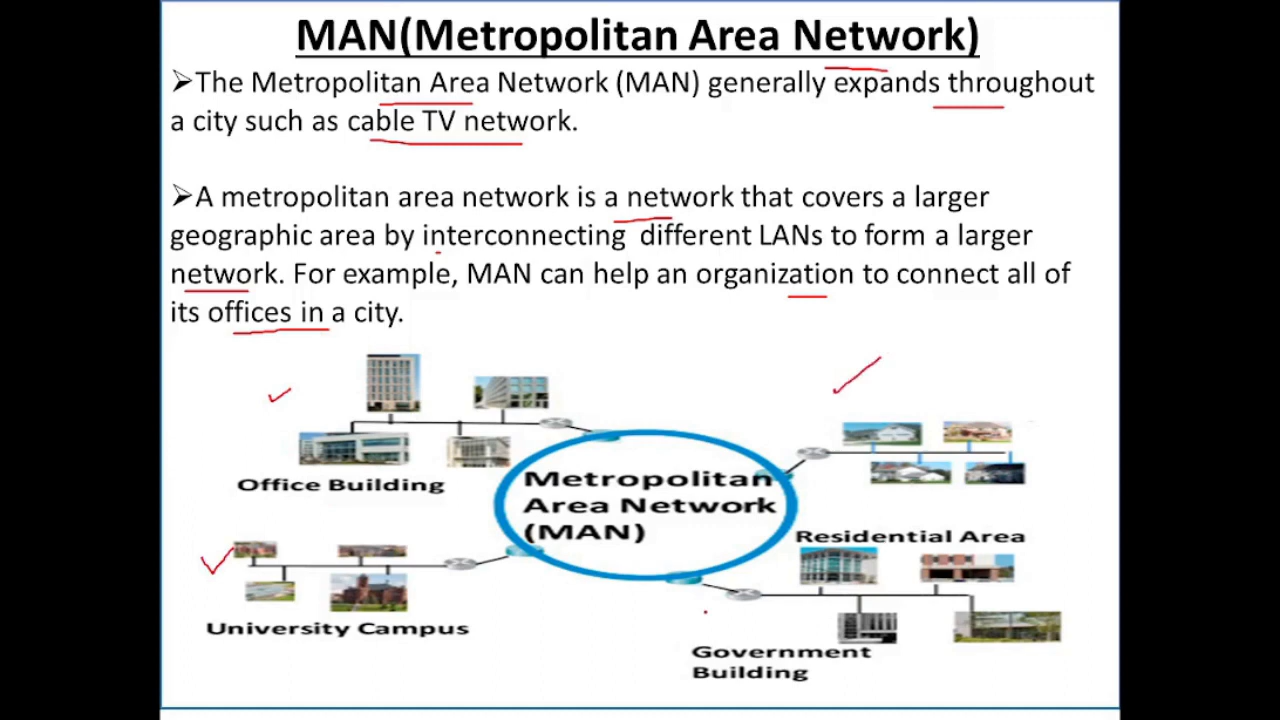 MAN(Metropolitan Area Network)
➢The Metropolitan Area Network (MAN) generally expands throughout
a city such as cable TV network.
➢A metropolitan area network is a network that covers a larger
geographic area by interconnecting different LANs to form a larger
network. For example, MAN can help an organization to connect all of
its offices in a city.
Office Building
Metropolitan
Area Network
(MAN)
Residential Area
University Campus
Government
Building